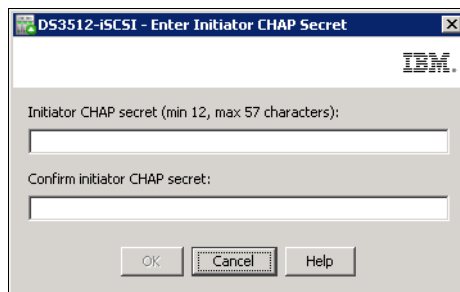 DS3512-iSCSI - Enter Initiator CHAP Secret
IBM.
Initiator CHAP secret (min 12, max 57 characters):
Confirm initiator CHAP secret:
OK Cancel Help